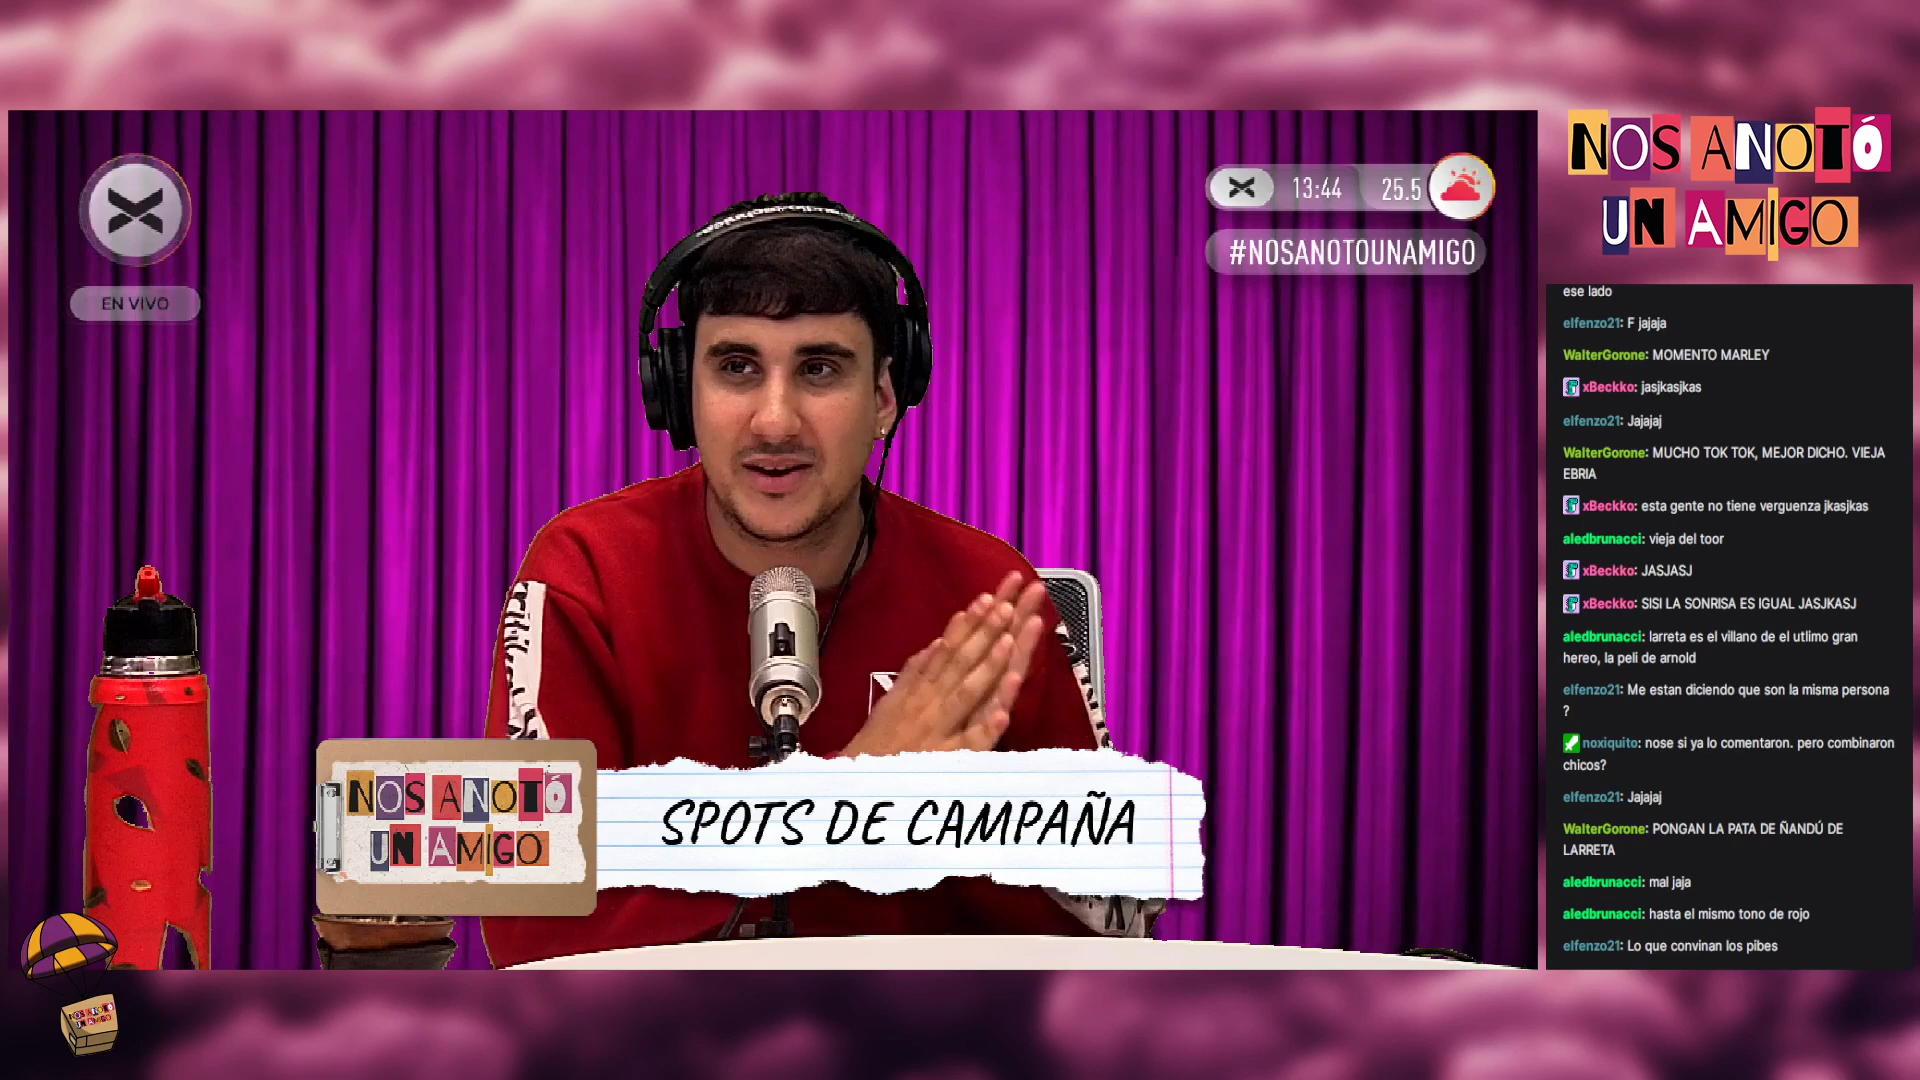 EN VIVO
13:44 25.5
#NOSANOTOUNAMIGO
NOS ANOTÓ
UN AMIGO
SPOTS DE CAMPAÑA
NOS ANOTÓ
UN AMIGO
ese lado
elfenzo21: F jajaja
WalterGorone: MOMENTO MARLEY
xBeckko: jasjkasjkas
elfenzo21: Jajajaj
WalterGorone: MUCHO TOK TOK, MEJOR DICHO. VIEJA
EBRIA
xBeckko: esta gente no tiene verguenza jkasjkas
aledbrunacci: vieja del toor
xBeckko: JASJASJ
xBeckko: SISI LA SONRISA ES IGUAL JASJKASJ
aledbrunacci: larreta es el villano de el utlimo gran
hereo, la peli de arnold
elfenzo21: Me estan diciendo que son la misma persona
?
noxiquito: nose si ya lo comentaron. pero combinaron
chicos?
elfenzo21: Jajajaj
WalterGorone: PONGAN LA PATA DE ÑANDÚ DE
LARRETA
aledbrunacci: mal jaja
aledbrunacci: hasta el mismo tono de rojo
elfenzo21: Lo que convinan los pibes
NOS ANOTÓ
UN AMIGO